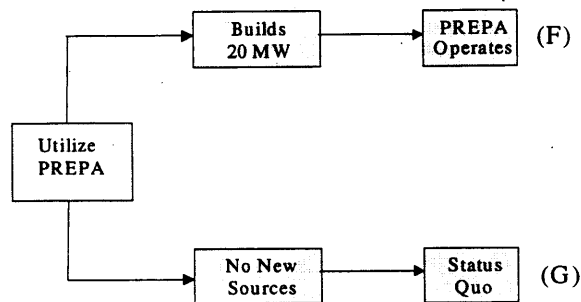 Builds
20 MW
PREPA
Operates
(F)
Utilize
PREPA
No New
Sources
Status
Quo
(G)